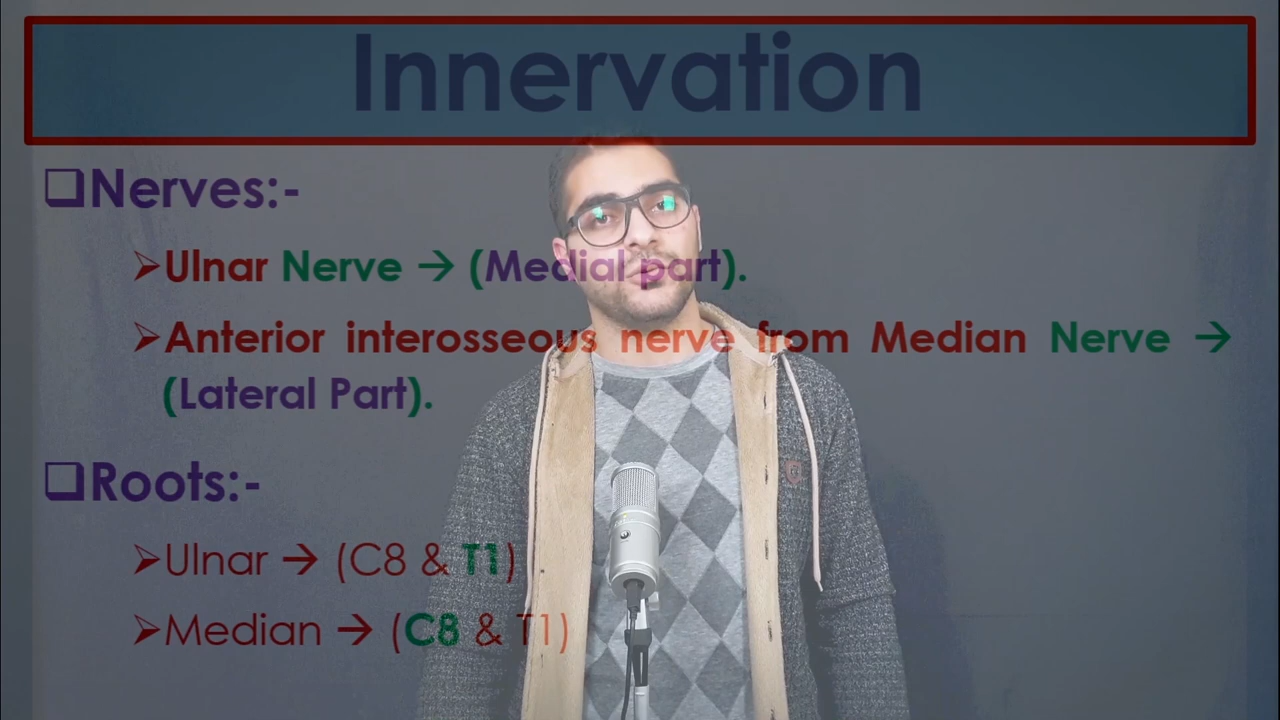 Innervation
❑Nerves:-
➢Ulnar Nerve → (Medial part).
➢Anterior interosseous nerve from Median Nerve →
(Lateral Part).
❑Roots:-
➢Ulnar → (C8 & T1)
➢Median → (C8 & T1)